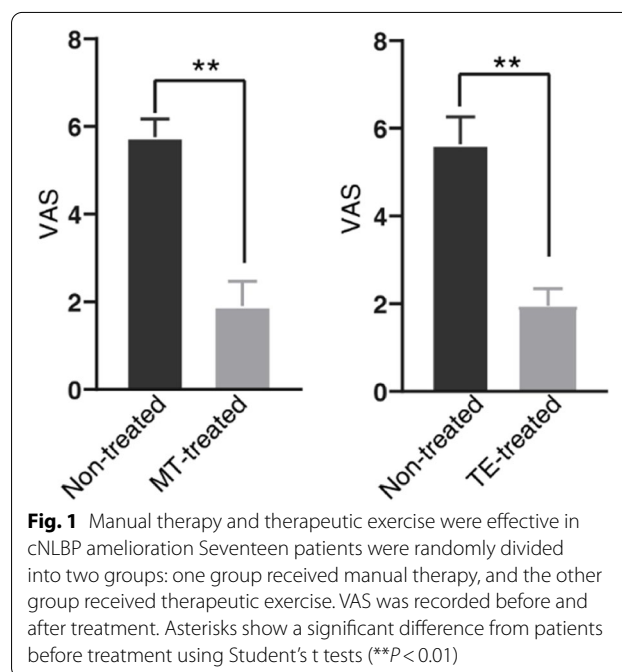 8
6
4
2
0
VAS
**
Non-treated
MT-treated
8
6
4
2
0
VAS
**
Non-treated
TE-treated
Fig. 1 Manual therapy and therapeutic exercise were effective in
cNLBP amelioration Seventeen patients were randomly divided
into two groups: one group received manual therapy, and the other
group received therapeutic exercise. VAS was recorded before and
after treatment. Asterisks show a significant difference from patients
before treatment using Student’s t tests (**P < 0.01)